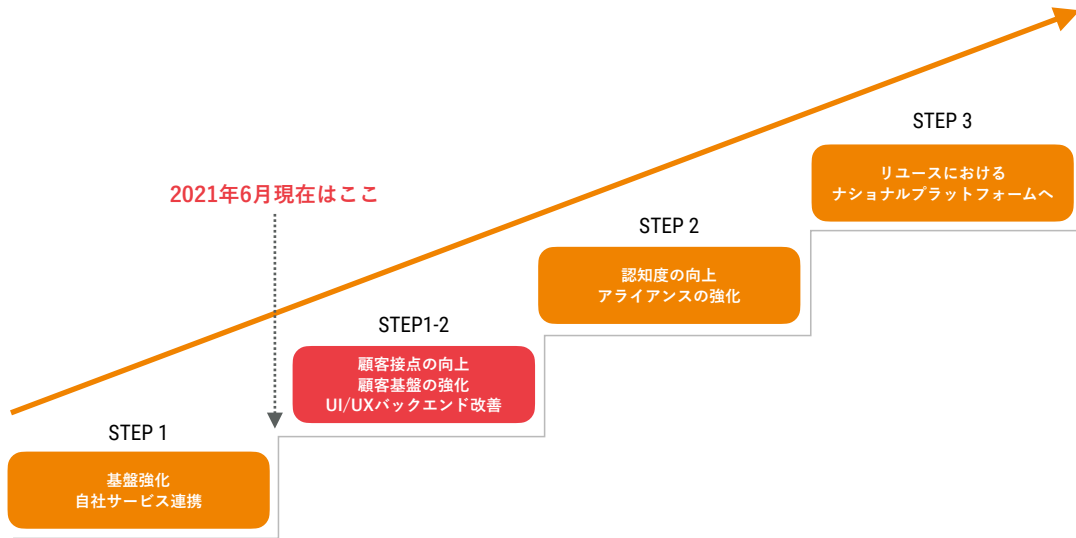 STEP 3
リユースにおける
ナショナルプラットフォームへ
2021年6月現在はここ
STEP 2
認知度の向上
アライアンスの強化
STEP1-2
顧客接点の向上
顧客基盤の強化
UI/UXバックエンド改善
STEP 1
基盤強化
自社サービス連携